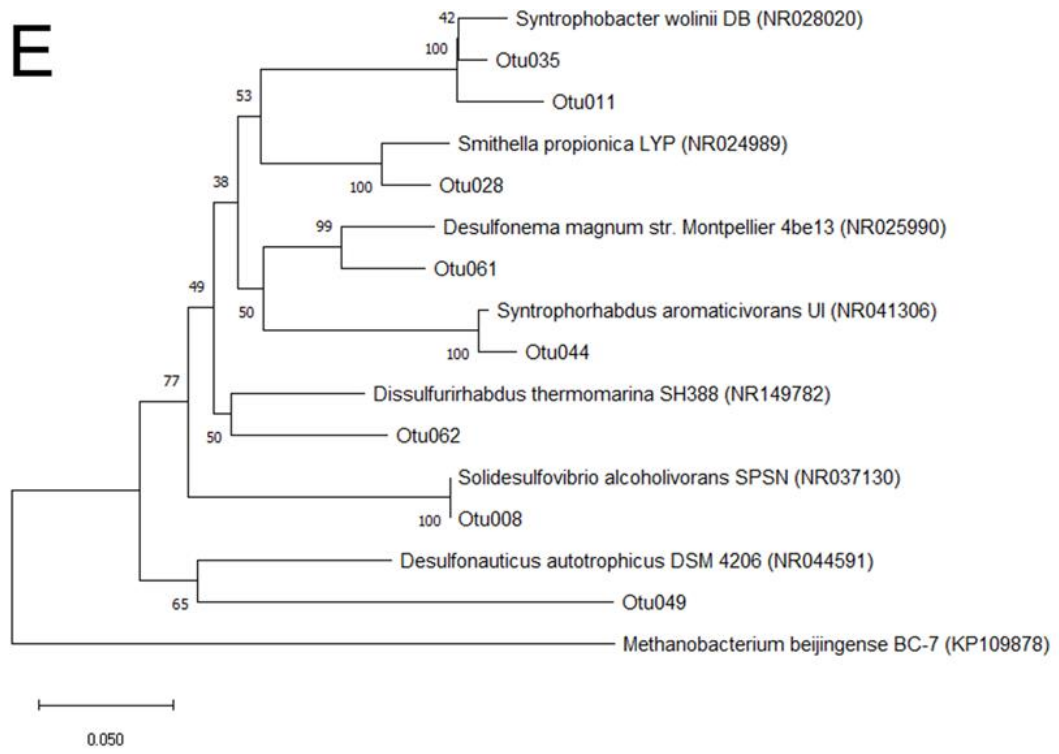 E
42
Syntrophobacter wolinii DB (NR028020)
100
Otu035
Otu011
53
Smithella propionica LYP (NR024989)
100
Otu028
38
99
Desulfonema magnum str. Montpellier 4be13 (NR025990)
Otu061
49
50
Syntrophorhabdus aromaticivorans UI (NR041306)
100
Otu044
77
Dissulfurirhabdus thermomarina SH388 (NR149782)
50
Otu062
Solidesulfovibrio alcoholivorans SPSN (NR037130)
100
Otu008
Desulfonauticus autotrophicus DSM 4206 (NR044591)
65
Otu049
Methanobacterium beijingense BC-7 (KP109878)
0.050